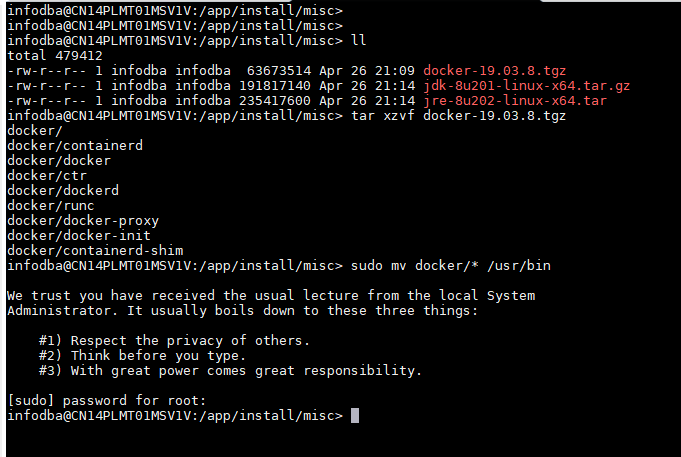 infodba@CN14PLMT01MSV1V:/app/install/misc>
infodba@CN14PLMT01MSV1V:/app/install/misc>
infodba@CN14PLMT01MSV1V:/app/install/misc> ll
total 479412
-rw-r--r-- 1 infodba infodba  63673514 Apr 26 21:09 docker-19.03.8.tgz
-rw-r--r-- 1 infodba infodba 191817140 Apr 26 21:14 jdk-8u201-linux-x64.tar.gz
-rw-r--r-- 1 infodba infodba 235417600 Apr 26 21:14 jre-8u202-linux-x64.tar
infodba@CN14PLMT01MSV1V:/app/install/misc> tar xzvf docker-19.03.8.tgz
docker/
docker/containerd
docker/docker
docker/ctr
docker/dockerd
docker/runc
docker/docker-proxy
docker/docker-init
docker/containerd-shim
infodba@CN14PLMT01MSV1V:/app/install/misc> sudo mv docker/* /usr/bin
We trust you have received the usual lecture from the local System
Administrator. It usually boils down to these three things:
#1) Respect the privacy of others.
#2) Think before you type.
#3) With great power comes great responsibility.
[sudo] password for root:
infodba@CN14PLMT01MSV1V:/app/install/misc>